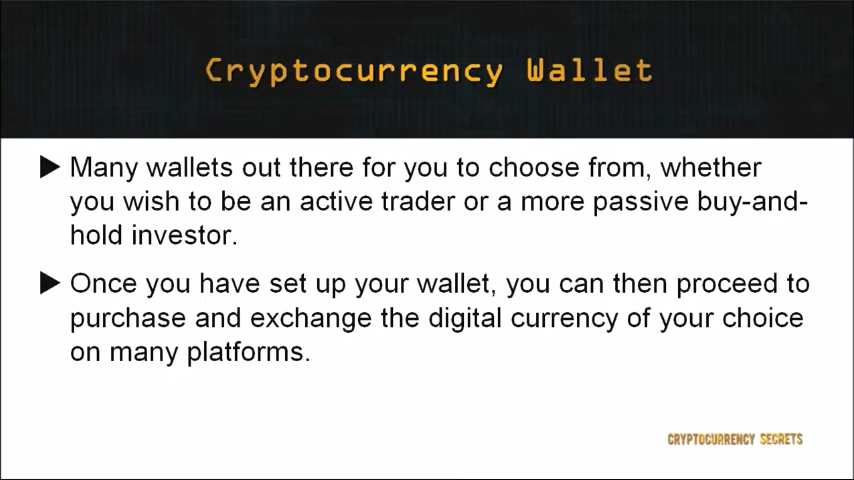 Cryptocurrency Wallet
▶ Many wallets out there for you to choose from, whether
you wish to be an active trader or a more passive buy-and-
hold investor.
▶ Once you have set up your wallet, you can then proceed to
purchase and exchange the digital currency of your choice
on many platforms.
CRYPTOCURRENCY SECRETS